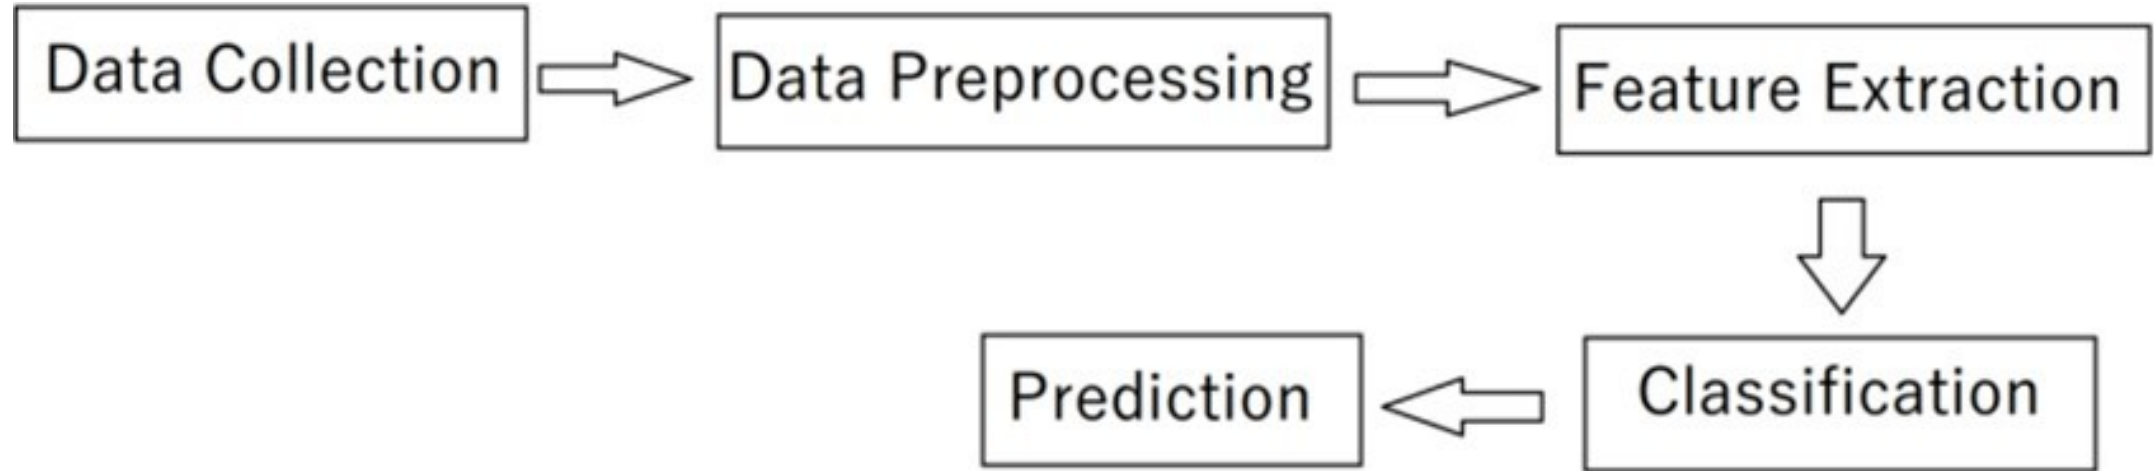 Data Collection
Data Preprocessing
Feature Extraction
Classification
Prediction